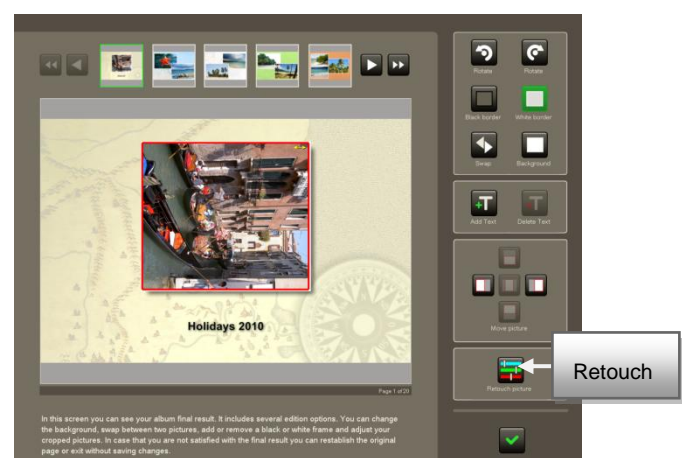 Rotate Rotate
Black border White border
Swap Background
Add Text Delete Text
Move picture
Retouch
Retouch picture
Holidays 2010
Page 1 of 20
In this screen you can see your album final result. It includes several edition options. You can change
the background, swap between two pictures, add or remove a black or white frame and adjust your
cropped pictures. In case that you are not satisfied with the final result you can restablish the original
page or exit without saving changes.